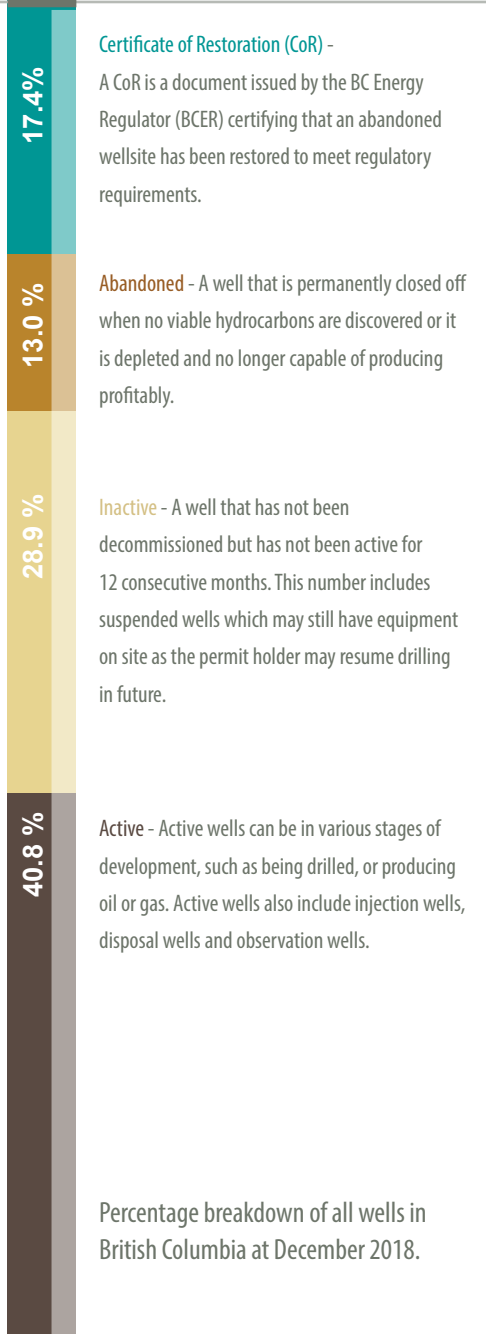 17.4%
Certificate of Restoration (CoR) -
A CoR is a document issued by the BC Energy
Regulator (BCER) certifying that an abandoned
wellsite has been restored to meet regulatory
requirements.
13.0 %
Abandoned - A well that is permanently closed off
when no viable hydrocarbons are discovered or it
is depleted and no longer capable of producing
profitably.
28.9 %
Inactive - A well that has not been
decommissioned but has not been active for
12 consecutive months. This number includes
suspended wells which may still have equipment
on site as the permit holder may resume drilling
in future.
40.8 %
Active - Active wells can be in various stages of
development, such as being drilled, or producing
oil or gas. Active wells also include injection wells,
disposal wells and observation wells.
Percentage breakdown of all wells in
British Columbia at December 2018.